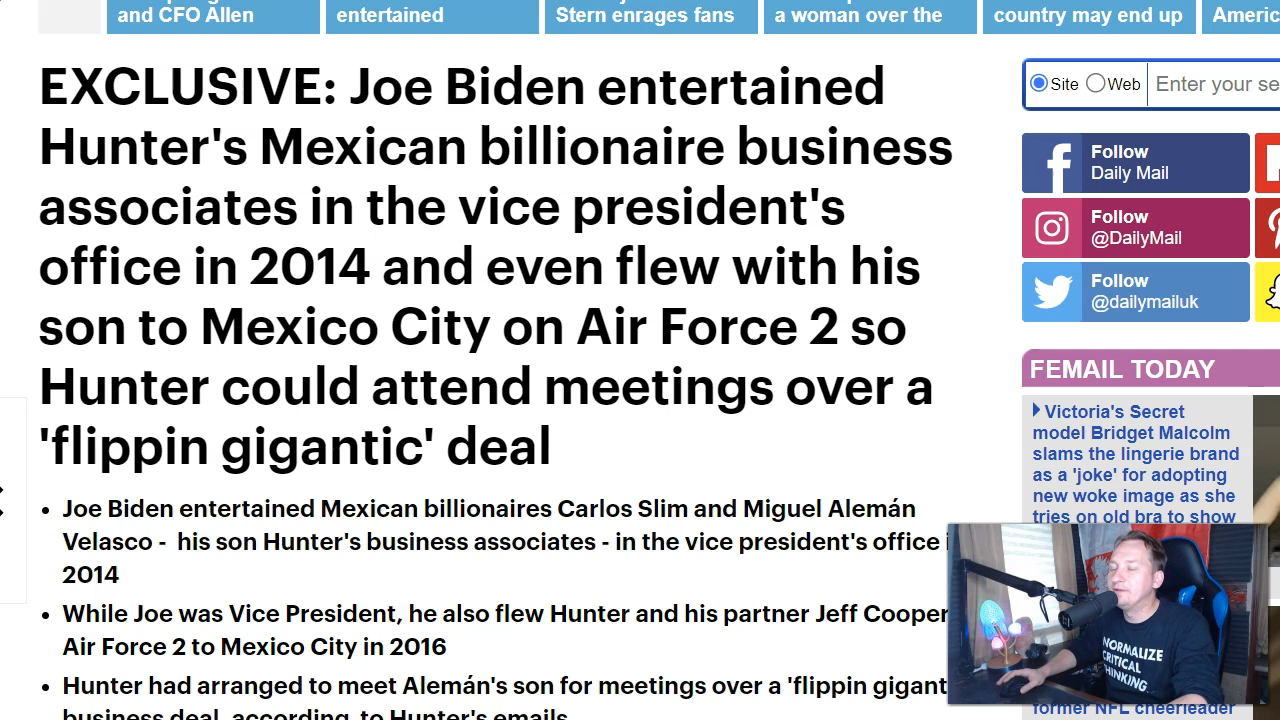 and CFO Allen
entertained
Stern enrages fans
a woman over the
country may end up
EXCLUSIVE: Joe Biden entertained
Hunter's Mexican billionaire business
associates in the vice president's
office in 2014 and even flew with his
son to Mexico City on Air Force 2 so
Hunter could attend meetings over a
'flippin gigantic' deal
Joe Biden entertained Mexican billionaires Carlos Slim and Miguel Alemán
Velasco - his son Hunter's business associates - in the vice president's office
2014
While Joe was Vice President, he also flew Hunter and his partner Jeff Cooper
Air Force 2 to Mexico City in 2016
Hunter had arranged to meet Alemán's son for meetings over a 'flippin gigant
business deal, according to Hunter's emails
Site Web Enter your se
Follow
Daily Mail
Follow
@DailyMail
Follow
@dailymailuk
FEMAIL TODAY
Victoria's Secret
model Bridget Malcolm
slams the lingerie brand
as a 'joke' for adopting
new woke image as she
tries on old bra to show
NORMALIZE
CRITICAL
THINKING
former NFL cheerleader